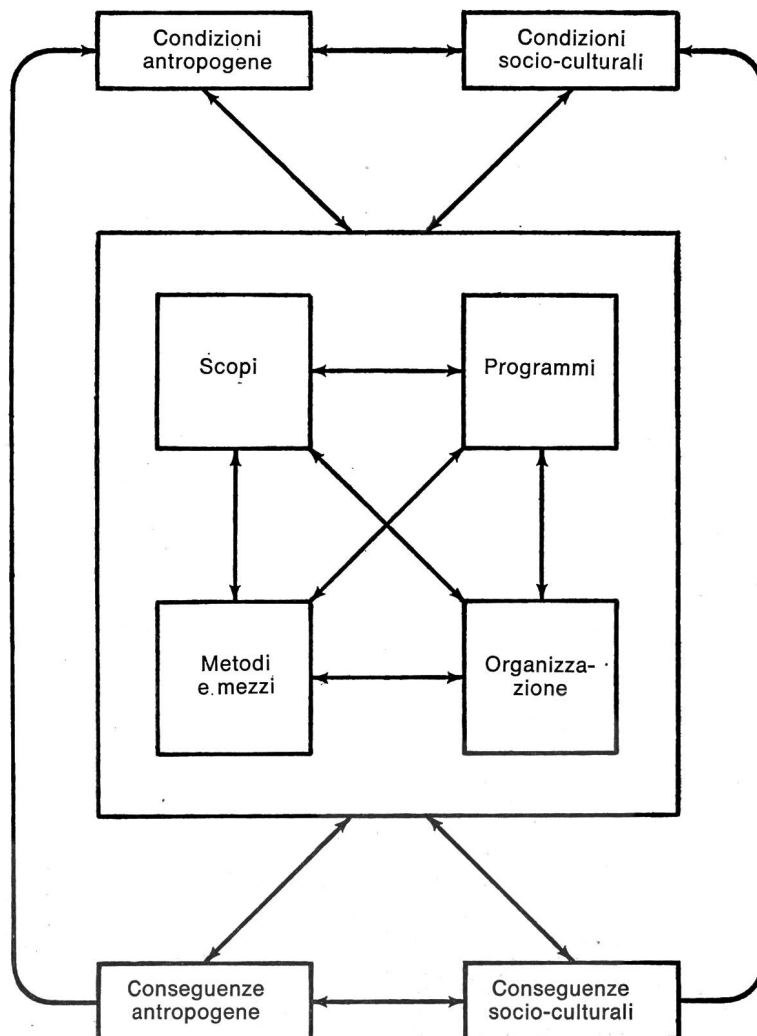 Condizioni
antropogene
Condizioni
socio-culturali
Scopi
Programmi
Metodi
e mezzi
Organizza-
zione
Conseguenze
antropogene
Conseguenze
socio-culturali